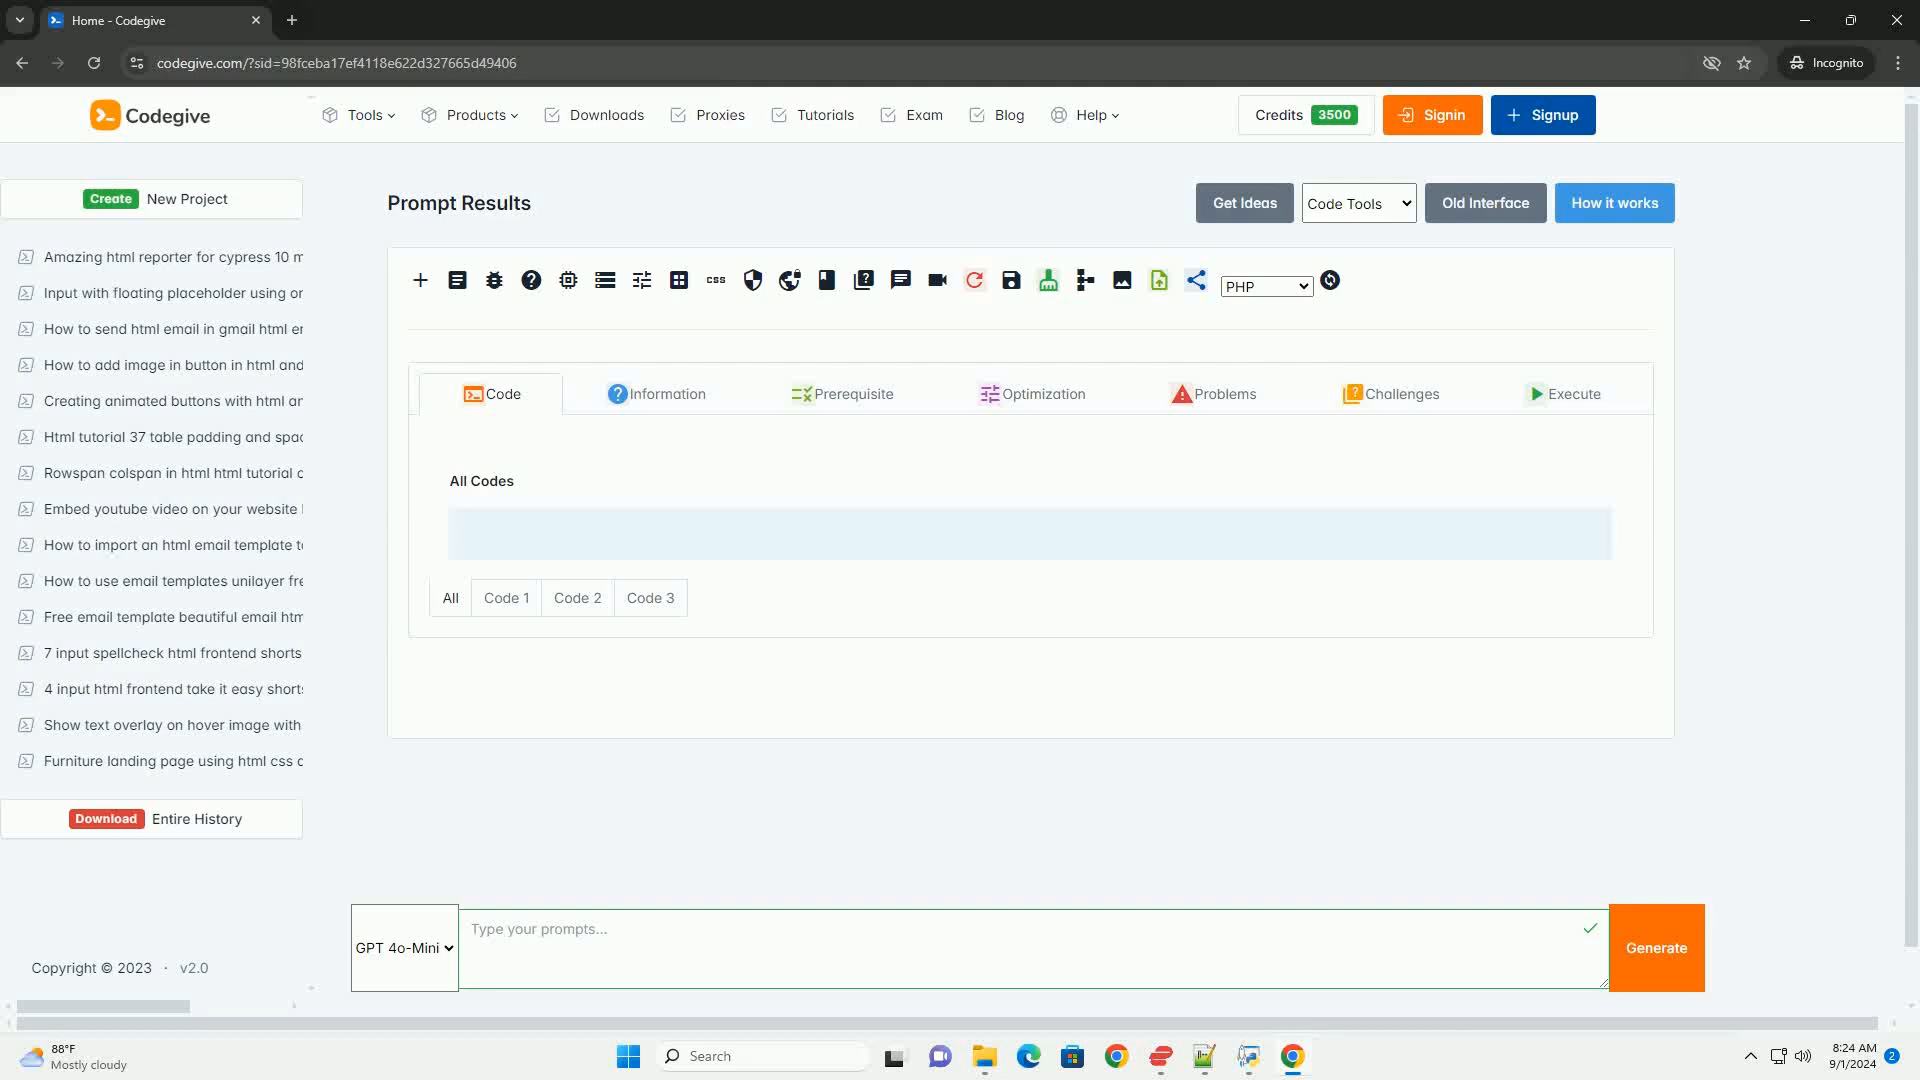 Home - Codegive
codegive.com/?sid=98fceba17ef4118e622d327665d49406
Incognito
Codegive
Tools
Products
Downloads
Proxies
Tutorials
Exam
Blog
Help
Credits 3500
Signin
Signup
Create New Project
Amazing html reporter for cypress 10 m
Input with floating placeholder using or
How to send html email in gmail html er
How to add image in button in html and
Creating animated buttons with html ar
Html tutorial 37 table padding and spac
Rowspan colspan in html html tutorial c
Embed youtube video on your website
How to import an html email template t
How to use email templates unilayer fre
Free email template beautiful email htm
7 input spellcheck html frontend shorts
4 input html frontend take it easy shorts
Show text overlay on hover image with
Furniture landing page using html css c
Download Entire History
Copyright © 2023 · v2.0
Prompt Results
Get Ideas
Code Tools
Old Interface
How it works
css
PHP
Code
Information
Prerequisite
Optimization
Problems
Challenges
Execute
All Codes
All
Code 1
Code 2
Code 3
GPT 4o-Mini
Type your prompts...
Generate
88°F
Mostly cloudy
Search
8:24 AM
9/1/2024
2